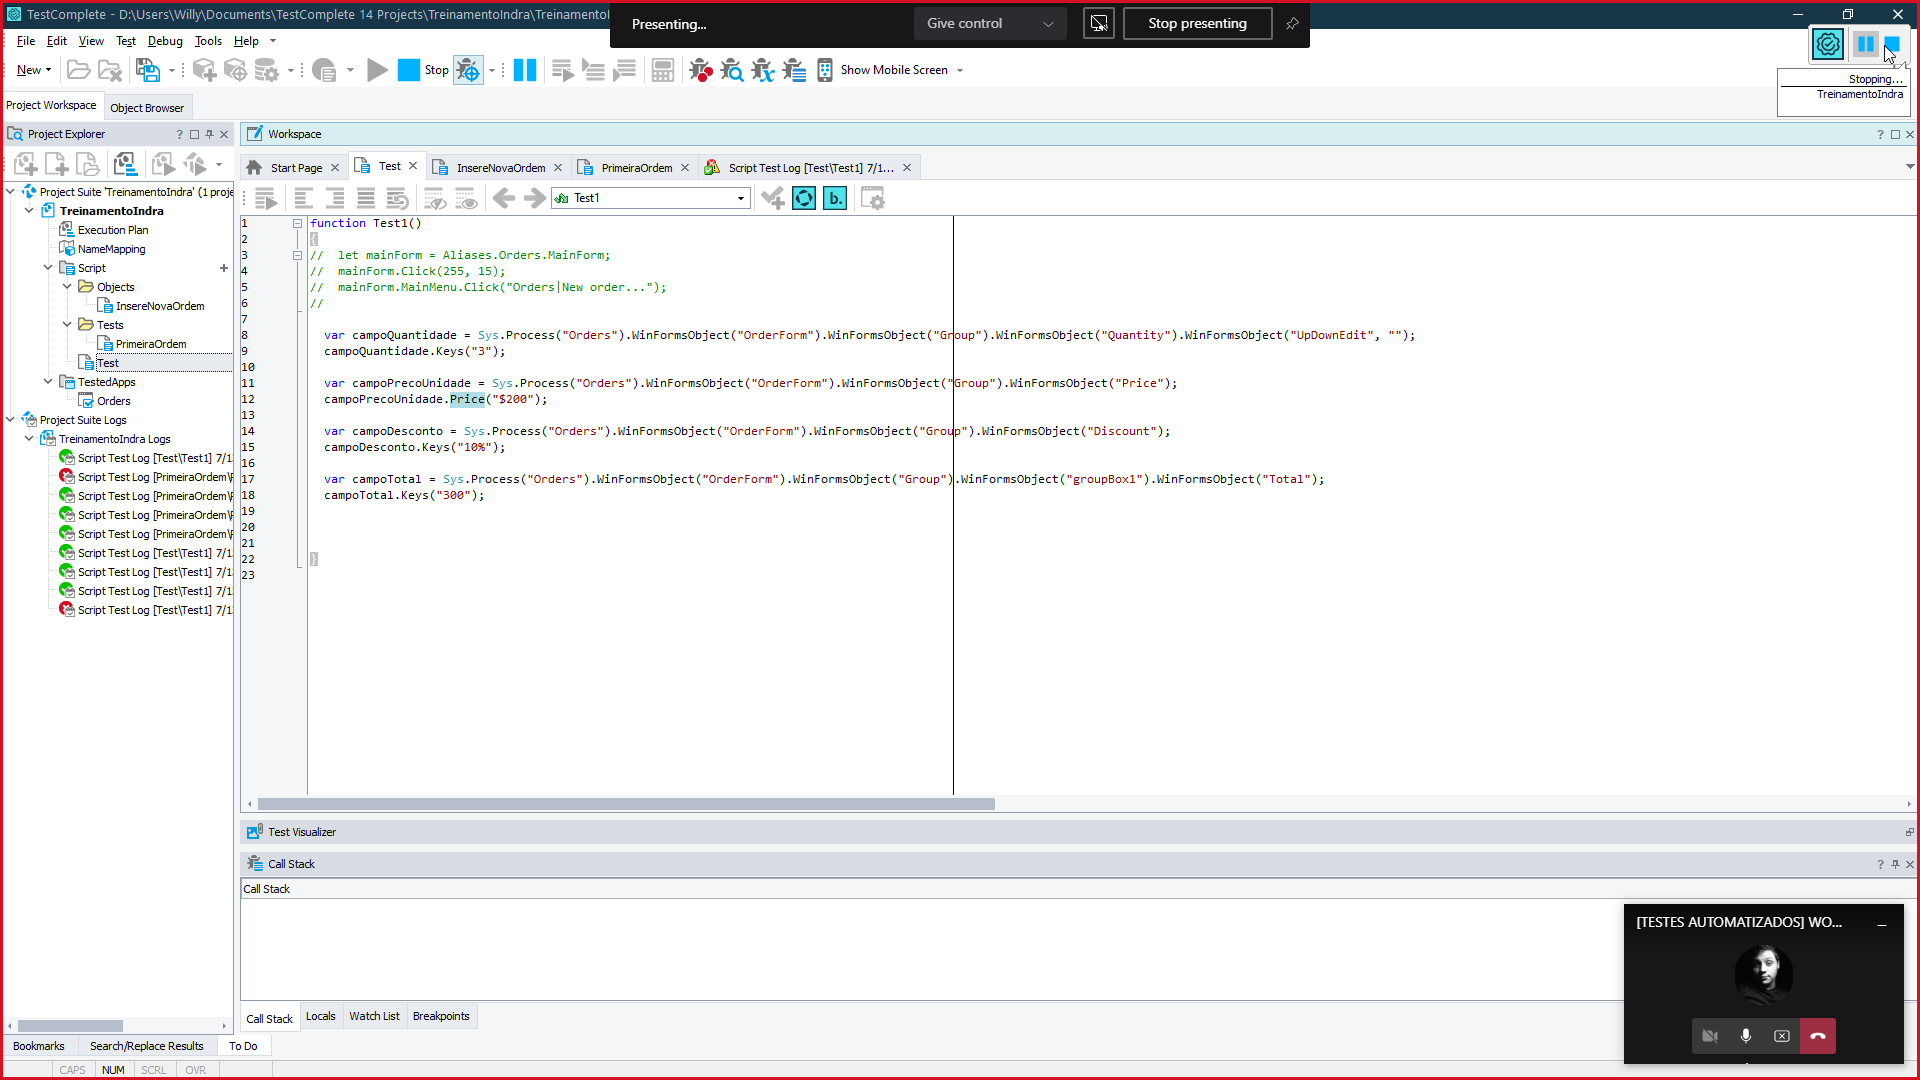 TestComplete - D:\Users\Willy\Documents\TestComplete 14 Projects\TreinamentoIndra\TreinamentoI
Presenting...
Give control
Stop presenting
File Edit View Test Debug Tools Help
New
Stop
Show Mobile Screen
Stopping...
TreinamentoIndra
Project Workspace
Object Browser
Project Explorer
Workspace
Start Page
Test
InsereNovaOrdem
PrimeiraOrdem
Script Test Log [Test\Test1] 7/1...
Test1
Project Suite 'TreinamentoIndra' (1 proje
TreinamentoIndra
Execution Plan
NameMapping
Script
Objects
InsereNovaOrdem
Tests
PrimeiraOrdem
Test
TestedApps
Orders
Project Suite Logs
TreinamentoIndra Logs
Script Test Log [Test\Test1] 7/1
Script Test Log [PrimeiraOrdem\
Script Test Log [PrimeiraOrdem\
Script Test Log [PrimeiraOrdem\
Script Test Log [PrimeiraOrdem\
Script Test Log [Test\Test1] 7/1
Script Test Log [Test\Test1] 7/1
Script Test Log [Test\Test1] 7/1
Script Test Log [Test\Test1] 7/1
1 function Test1()
2 {
3 //  let mainForm = Aliases.Orders.MainForm;
4 //  mainForm.Click(255, 15);
5 //  mainForm.MainMenu.Click("Orders|New order...");
6 //
7
8 var campoQuantidade = Sys.Process("Orders").WinFormsObject("OrderForm").WinFormsObject("Group").WinFormsObject("Quantity").WinFormsObject("UpDownEdit", "");
9 campoQuantidade.Keys("3");
10
11 var campoPrecoUnidade = Sys.Process("Orders").WinFormsObject("OrderForm").WinFormsObject("Group").WinFormsObject("Price");
12 campoPrecoUnidade.Price("$200");
13
14 var campoDesconto = Sys.Process("Orders").WinFormsObject("OrderForm").WinFormsObject("Group").WinFormsObject("Discount");
15 campoDesconto.Keys("10%");
16
17 var campoTotal = Sys.Process("Orders").WinFormsObject("OrderForm").WinFormsObject("Group").WinFormsObject("groupBox1").WinFormsObject("Total");
18 campoTotal.Keys("300");
19
20
21
22 }
23
Test Visualizer
Call Stack
Call Stack
[TESTES AUTOMATIZADOS] WO...
Call Stack Locals Watch List Breakpoints
Bookmarks Search/Replace Results To Do
CAPS NUM SCRL OVR